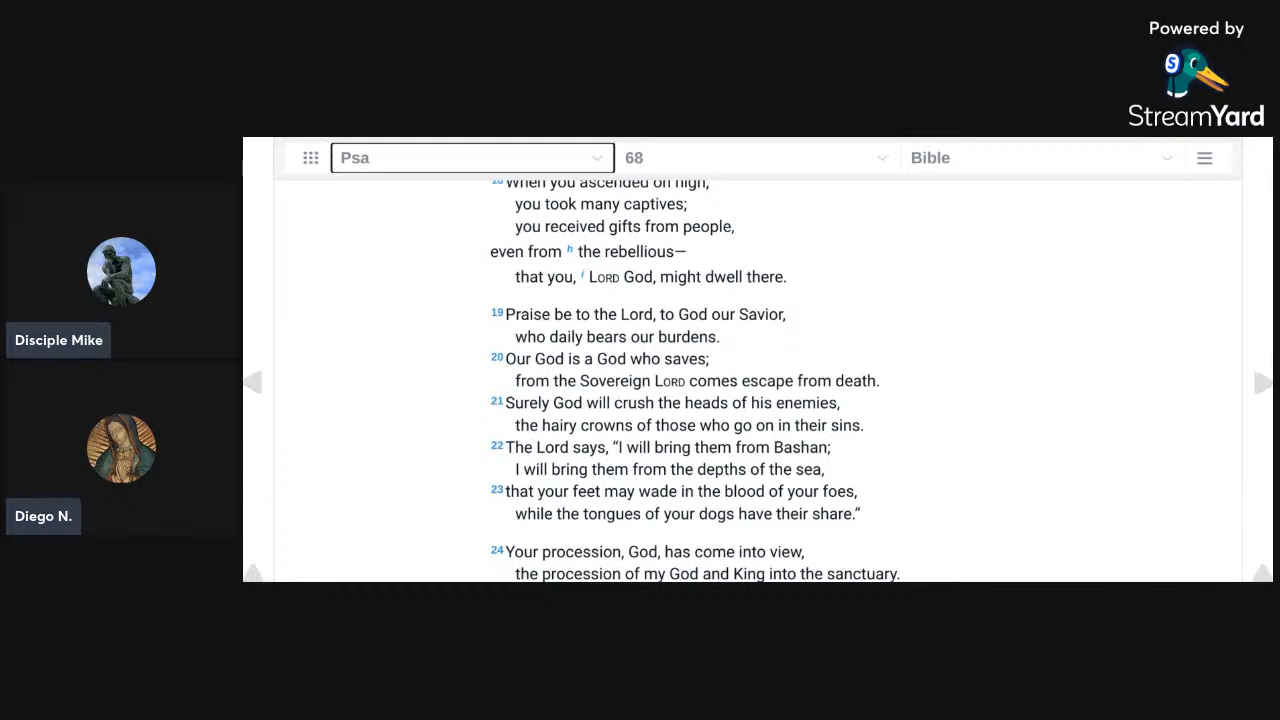 Powered by
S
StreamYard
Psa
68
Bible
18 When you ascended on high,
you took many captives;
you received gifts from people,
even from h the rebellious—
that you, i LORD God, might dwell there.
19 Praise be to the Lord, to God our Savior,
who daily bears our burdens.
20 Our God is a God who saves;
from the Sovereign LORD comes escape from death.
21 Surely God will crush the heads of his enemies,
the hairy crowns of those who go on in their sins.
22 The Lord says, “I will bring them from Bashan;
I will bring them from the depths of the sea,
23 that your feet may wade in the blood of your foes,
while the tongues of your dogs have their share.”
24 Your procession, God, has come into view,
the procession of my God and King into the sanctuary.
Disciple Mike
Diego N.